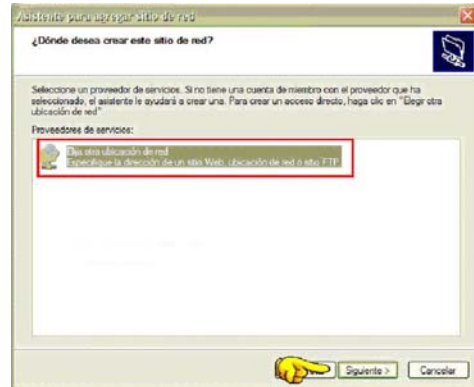 Asistente para agregar sitio de red
¿Dónde desea crear este sitio de red?
Seleccione un proveedor de servicios. Si no tiene una cuenta de miembro con el proveedor que ha
seleccionado, el asistente le ayudará a crear una. Para crear un acceso directo, haga clic en "Elegir otra
ubicación de red"
Proveedores de servicios:
Elija otra ubicación de red
Especifique la dirección de un sitio Web, ubicación de red o sitio FTP.
Siguiente >
Cancelar